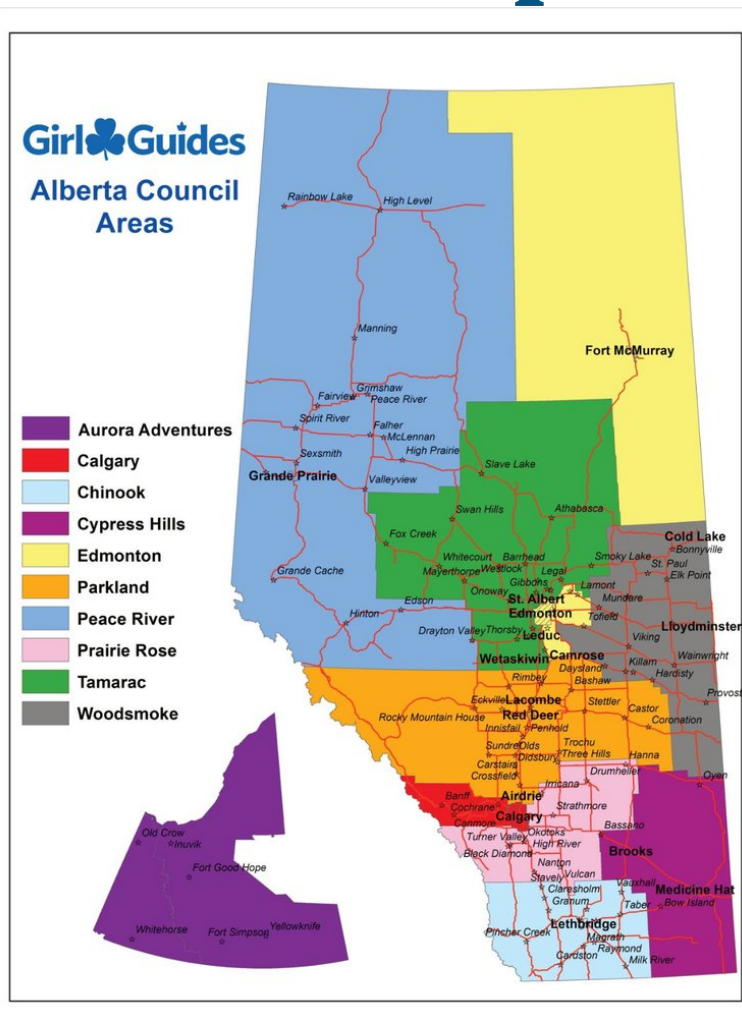 Girl Guides
Alberta Council
Areas
Rainbow Lake
High Level
Manning
Fort McMurray
Grimshaw
Fairview
Peace River
Spirit River
Falher
McLennan
High Prairie
Sexsmith
Grande Prairie
Valleyview
Slave Lake
Aurora Adventures
Calgary
Chinook
Cypress Hills
Edmonton
Parkland
Peace River
Prairie Rose
Tamarac
Woodsmoke
Swan Hills
Athabasca
Fox Creek
Cold Lake
Bonnyville
Whitecourt
Barrhead
Smoky Lake
St. Paul
Mayerthorpe
Westlock
Legal
Elk Point
Grande Cache
Gibbons
Lamont
Onoway
St. Albert
Mundare
Edson
Edmonton
Tofield
Hinton
Lloydminster
Drayton Valley
Thorsby
Leduc
Viking
Wetaskiwin
Camrose
Wainwright
Daysland
Killam
Hardisty
Rimbey
Bashaw
Provost
Eckville
Lacombe
Stettler
Castor
Rocky Mountain House
Red Deer
Coronation
Innisfail
Penhold
Sundre
Olds
Trochu
Three Hills
Hanna
Didsbury
Carstairs
Crossfield
Drumheller
Oyen
Irricana
Banff
Airdrie
Cochrane
Strathmore
Canmore
Calgary
Bassano
Turner Valley
Okotoks
High River
Black Diamond
Brooks
Nanton
Stavely
Vulcan
Vauxhall
Claresholm
Medicine Hat
Granum
Taber
Bow Island
Lethbridge
Pincher Creek
Magrath
Raymond
Cardston
Milk River
Old Crow
Inuvik
Fort Good Hope
Whitehorse
Fort Simpson
Yellowknife